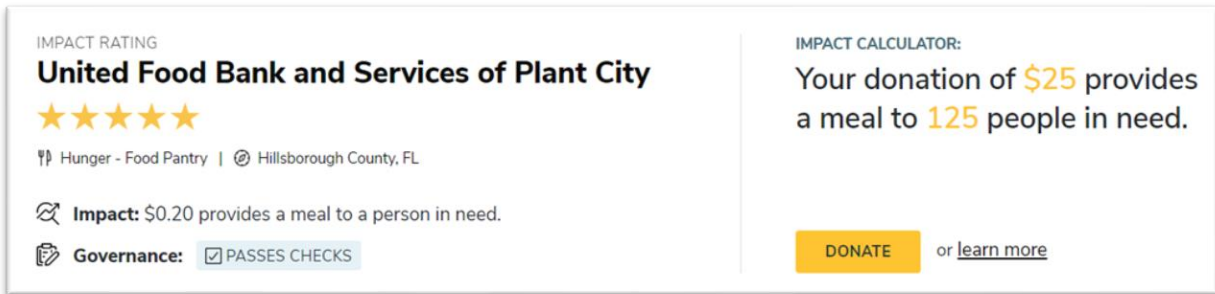 IMPACT RATING
United Food Bank and Services of Plant City
Hunger - Food Pantry | Hillsborough County, FL
Impact: $0.20 provides a meal to a person in need.
Governance: PASSES CHECKS
IMPACT CALCULATOR:
Your donation of $25 provides
a meal to 125 people in need.
DONATE or learn more